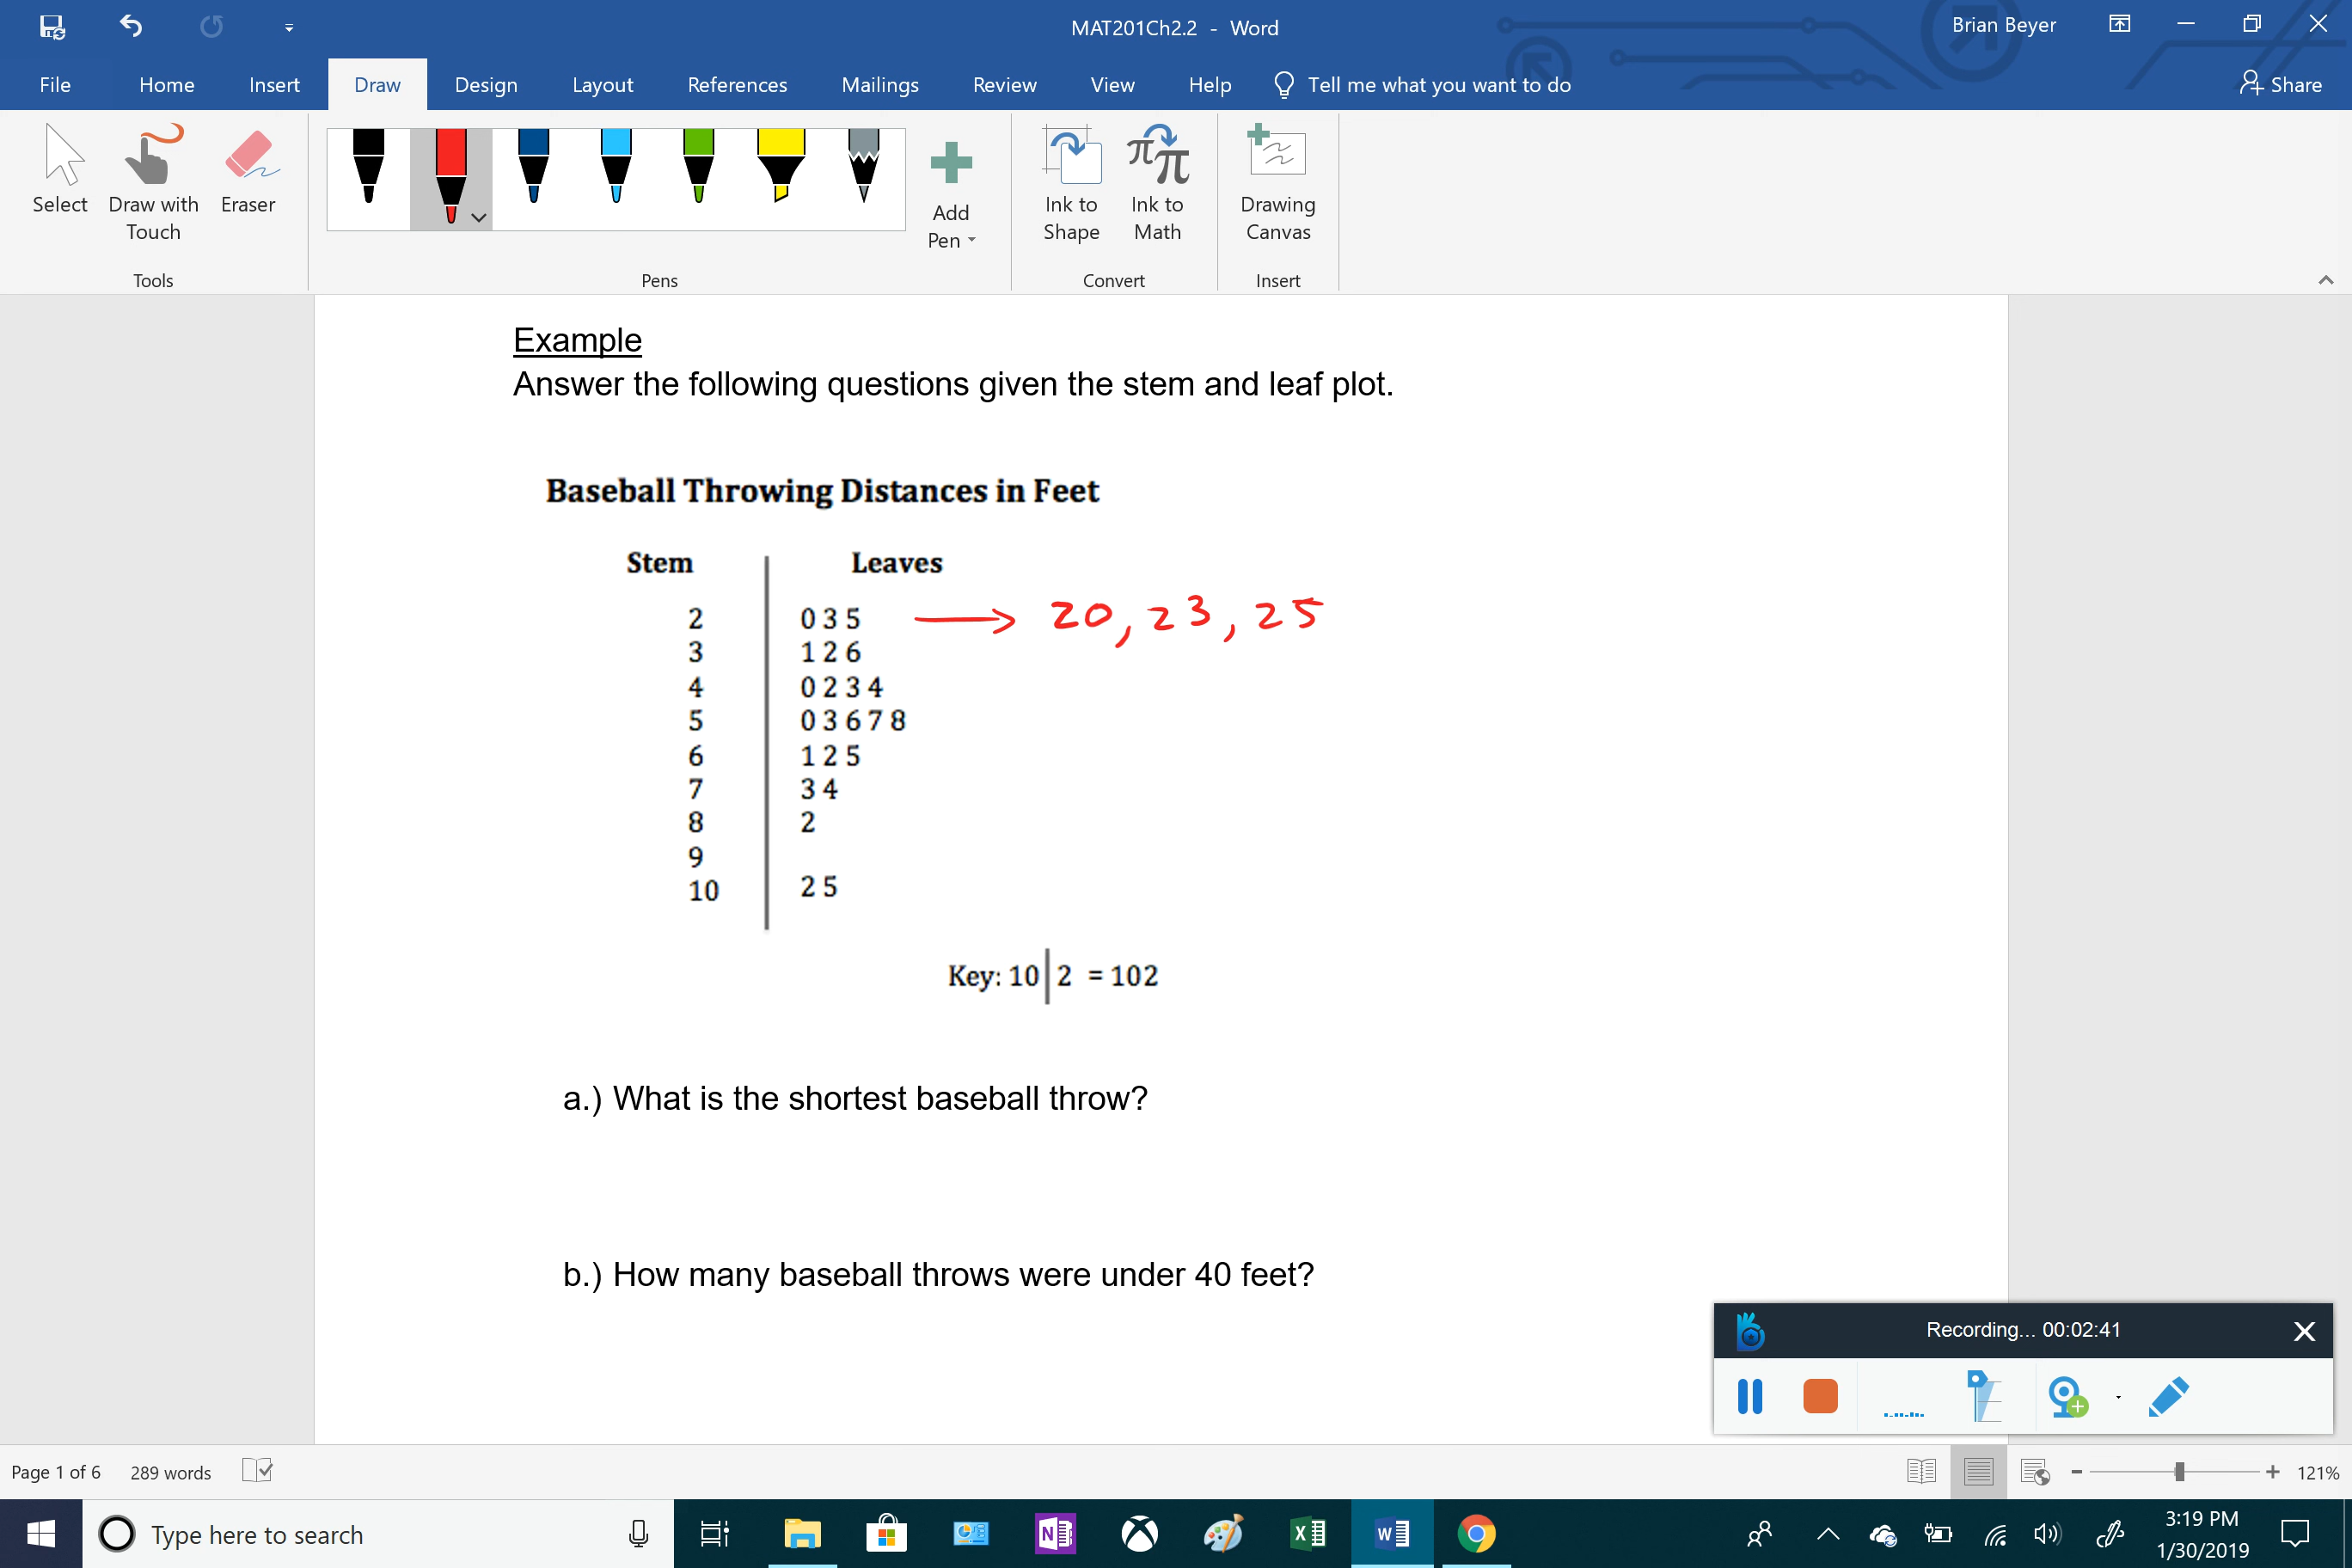 MAT201Ch2.2 - Word
Brian Beyer
File Home Insert Draw Design Layout References Mailings Review View Help Tell me what you want to do Share
Select Draw with Touch Eraser
Add Pen
Ink to Shape Ink to Math
Drawing Canvas
Tools Pens Convert Insert
Example
Answer the following questions given the stem and leaf plot.
Baseball Throwing Distances in Feet
Stem Leaves
2 0 3 5 → 20, 23, 25
3 1 2 6
4 0 2 3 4
5 0 3 6 7 8
6 1 2 5
7 3 4
8 2
9
10 2 5
Key: 10|2 = 102
a.) What is the shortest baseball throw?
b.) How many baseball throws were under 40 feet?
Recording... 00:02:41
Page 1 of 6 289 words 121%
Type here to search
3:19 PM
1/30/2019